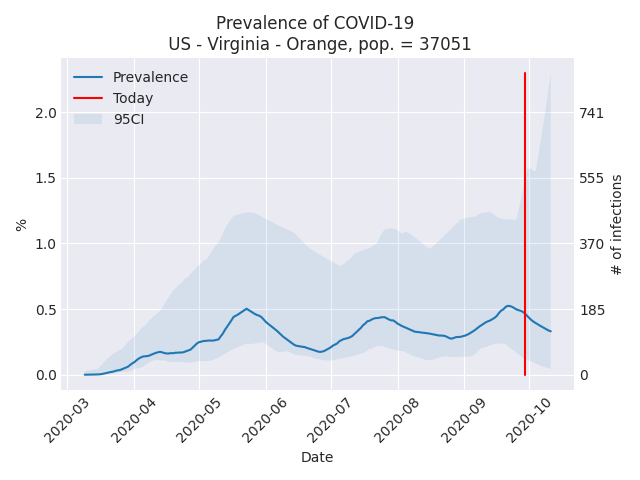 Prevalence of COVID-19
US - Virginia - Orange, pop. = 37051
Prevalence
Today
95CI
2.0
1.5
1.0
0.5
0.0
%
741
555
370
185
0
# of infections
2020-03
2020-04
2020-05
2020-06
2020-07
2020-08
2020-09
2020-10
Date